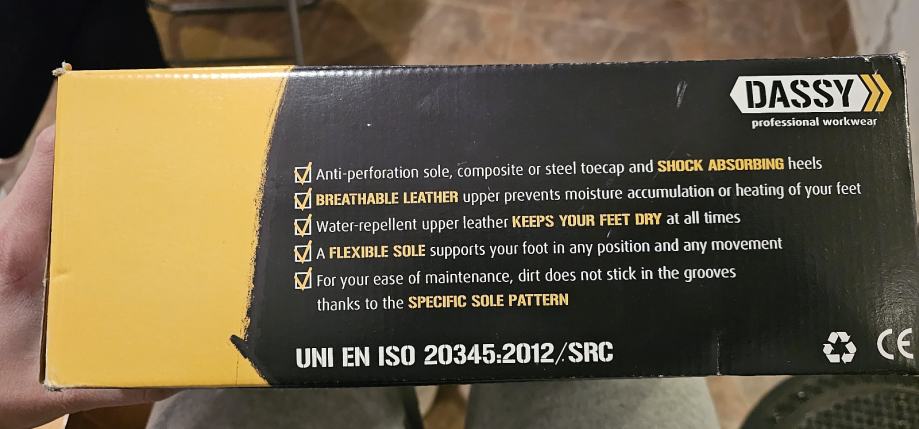 DASSY
professional workwear
Anti-perforation sole, composite or steel toecap and SHOCK ABSORBING heels
BREATHABLE LEATHER upper prevents moisture accumulation or heating of your feet
Water-repellent upper leather KEEPS YOUR FEET DRY at all times
A FLEXIBLE SOLE supports your foot in any position and any movement
For your ease of maintenance, dirt does not stick in the grooves
thanks to the SPECIFIC SOLE PATTERN
UNI EN ISO 20345:2012/SRC
CE